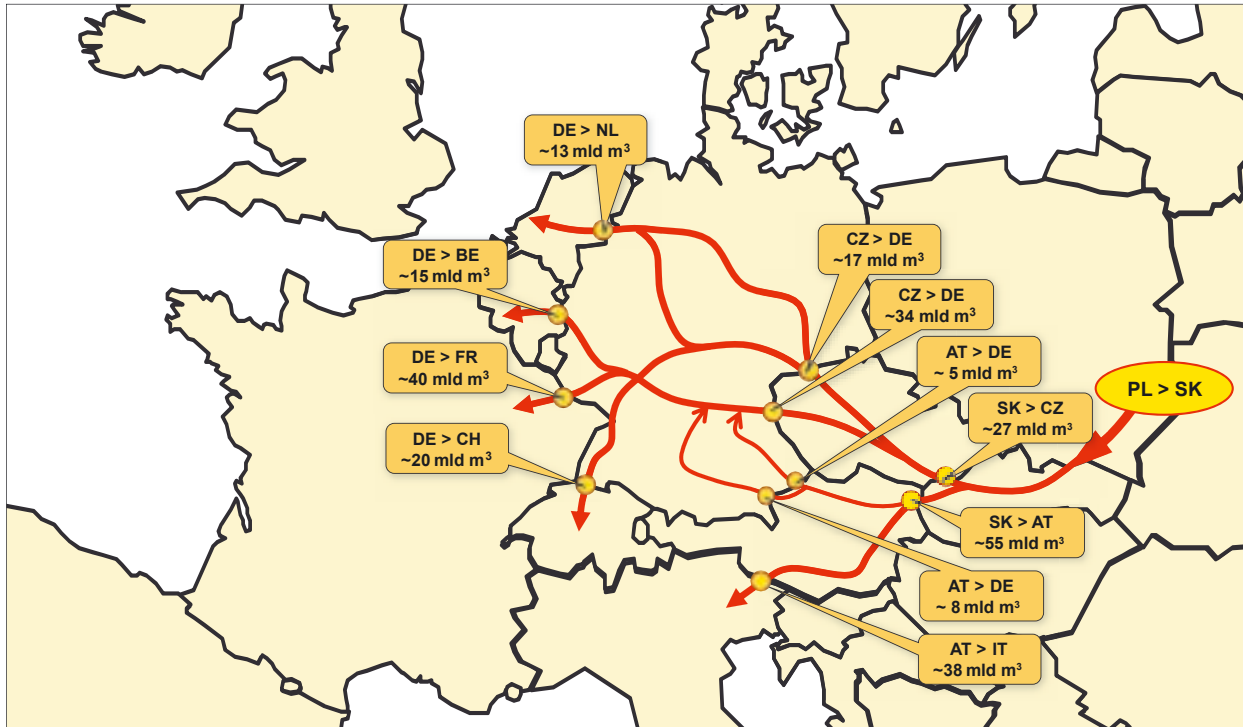 DE > NL
~13 mld m³
DE > BE
~15 mld m³
CZ > DE
~17 mld m³
CZ > DE
~34 mld m³
DE > FR
~40 mld m³
AT > DE
~ 5 mld m³
PL > SK
SK > CZ
~27 mld m³
DE > CH
~20 mld m³
SK > AT
~55 mld m³
AT > DE
~ 8 mld m³
AT > IT
~38 mld m³